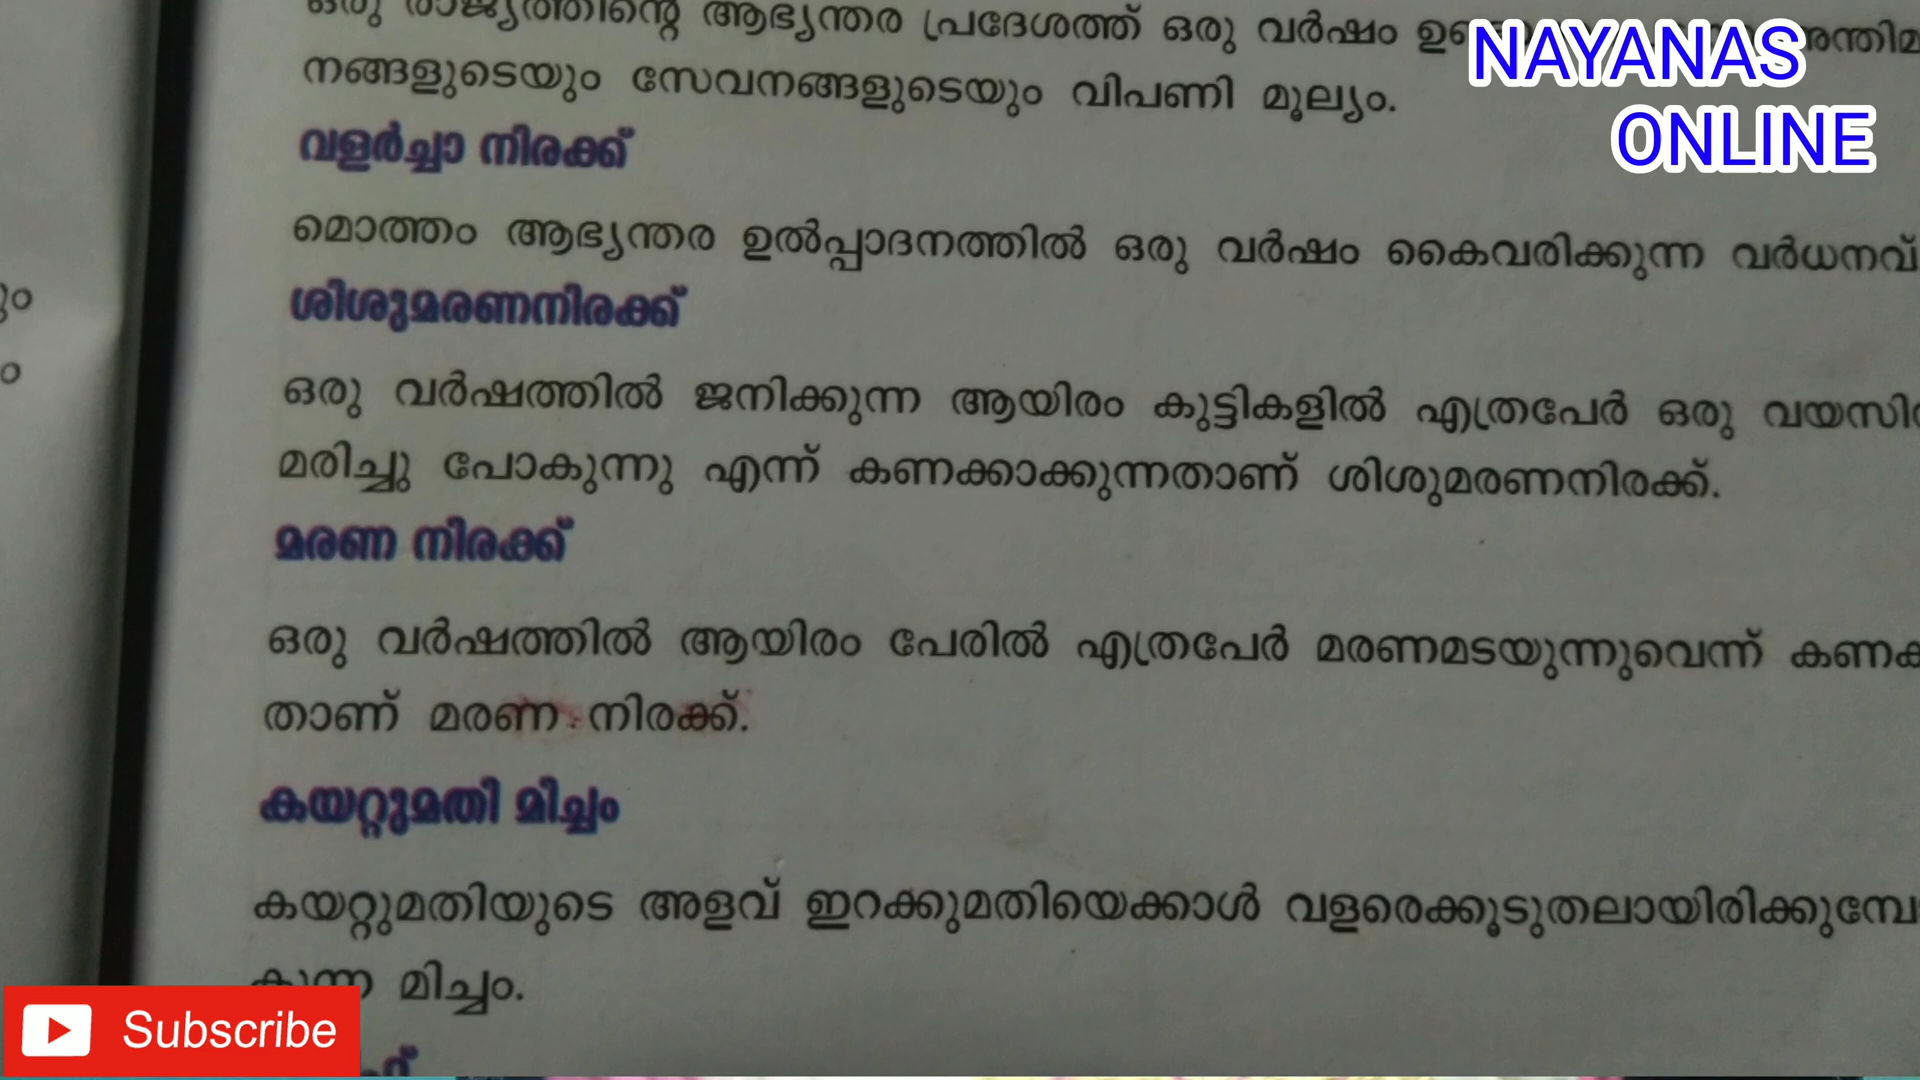 ഒരു രാജ്യത്തിന്റെ ആഭ്യന്തര പ്രദേശത്ത് ഒരു വർഷം
നങ്ങളുടെയും സേവനങ്ങളുടെയും വിപണി മൂല്യം.
വളർച്ചാ നിരക്ക്
മൊത്തം ആഭ്യന്തര ഉൽപ്പാദനത്തിൽ ഒരു വർഷം കൈവരിക്കുന്ന വർധനവ്
ശിശുമരണനിരക്ക്
ഒരു വർഷത്തിൽ ജനിക്കുന്ന ആയിരം കുട്ടികളിൽ എത്രപേർ ഒരു
മരിച്ചു പോകുന്നു എന്ന് കണക്കാക്കുന്നതാണ് ശിശുമരണനിരക്ക്.
മരണ നിരക്ക്
ഒരു വർഷത്തിൽ ആയിരം പേരിൽ എത്രപേർ മരണമടയുന്നുവെന്ന്
താണ് മരണ നിരക്ക്.
കയറ്റുമതി മിച്ചം
കയറ്റുമതിയുടെ അളവ് ഇറക്കുമതിയെക്കാൾ
കുന്ന മിച്ചം.
NAYANAS
ONLINE
Subscribe